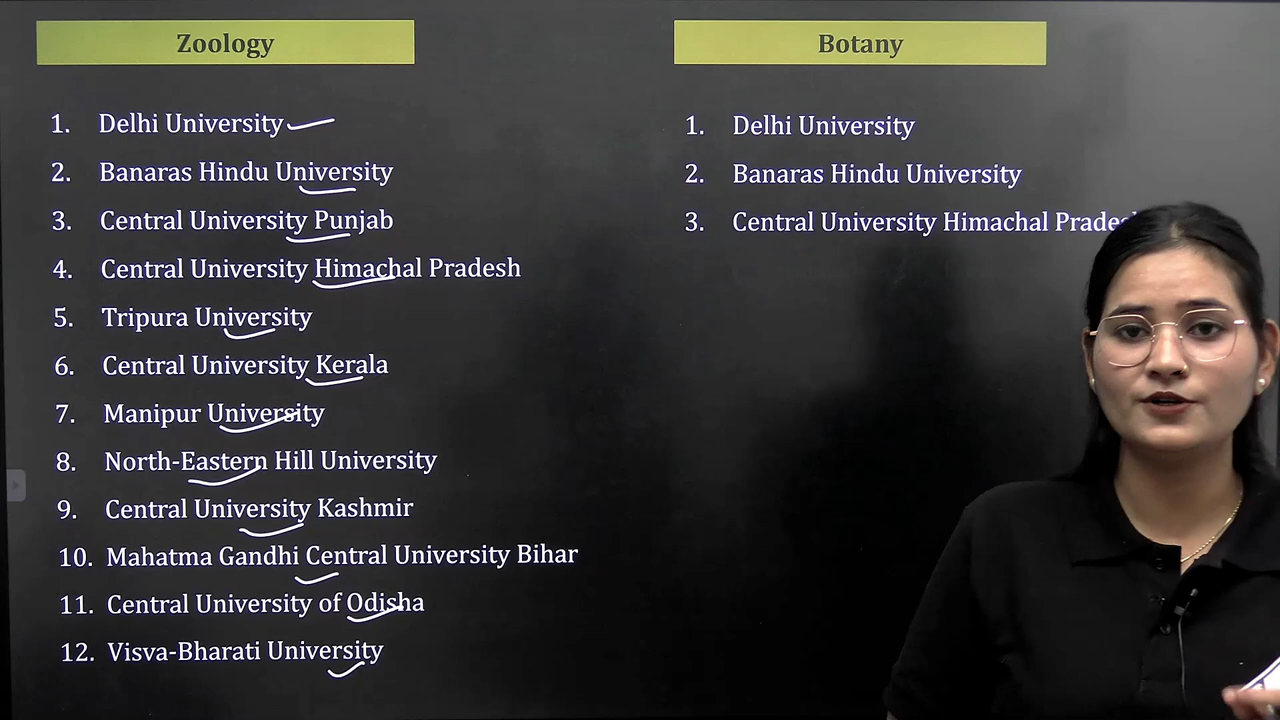 Zoology
1. Delhi University
2. Banaras Hindu University
3. Central University Punjab
4. Central University Himachal Pradesh
5. Tripura University
6. Central University Kerala
7. Manipur University
8. North-Eastern Hill University
9. Central University Kashmir
10. Mahatma Gandhi Central University Bihar
11. Central University of Odisha
12. Visva-Bharati University
Botany
1. Delhi University
2. Banaras Hindu University
3. Central University Himachal Prade